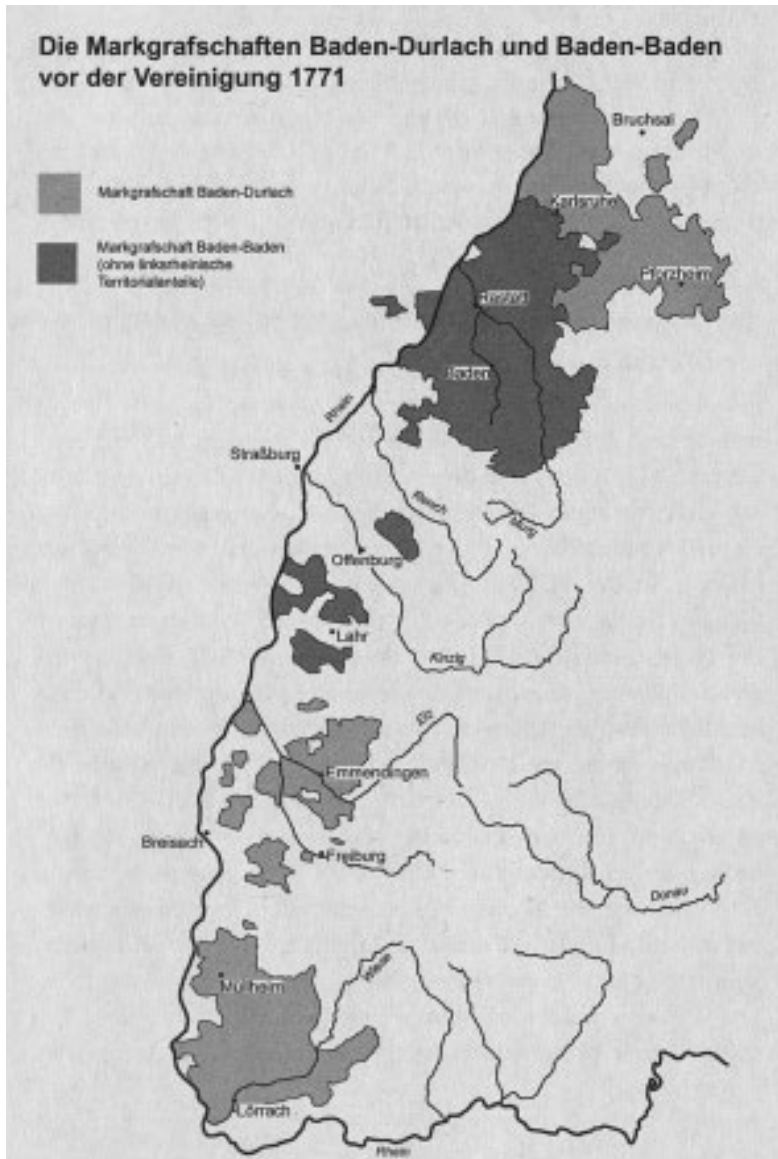 Die Markgrafschaften Baden-Durlach und Baden-Baden
vor der Vereinigung 1771
Bruchsal
Markgrafschaft Baden-Durlach
Karlsruhe
Markgrafschaft Baden-Baden
(ohne linksrheinische
Territorialanteile)
Pforzheim
Rastatt
Baden
Rhein
Straßburg
Rench
Murg
Offenburg
Lahr
Kinzig
Elz
Emmendingen
Breisach
Freiburg
Donau
Wiese
Müllheim
Lörrach
Rhein